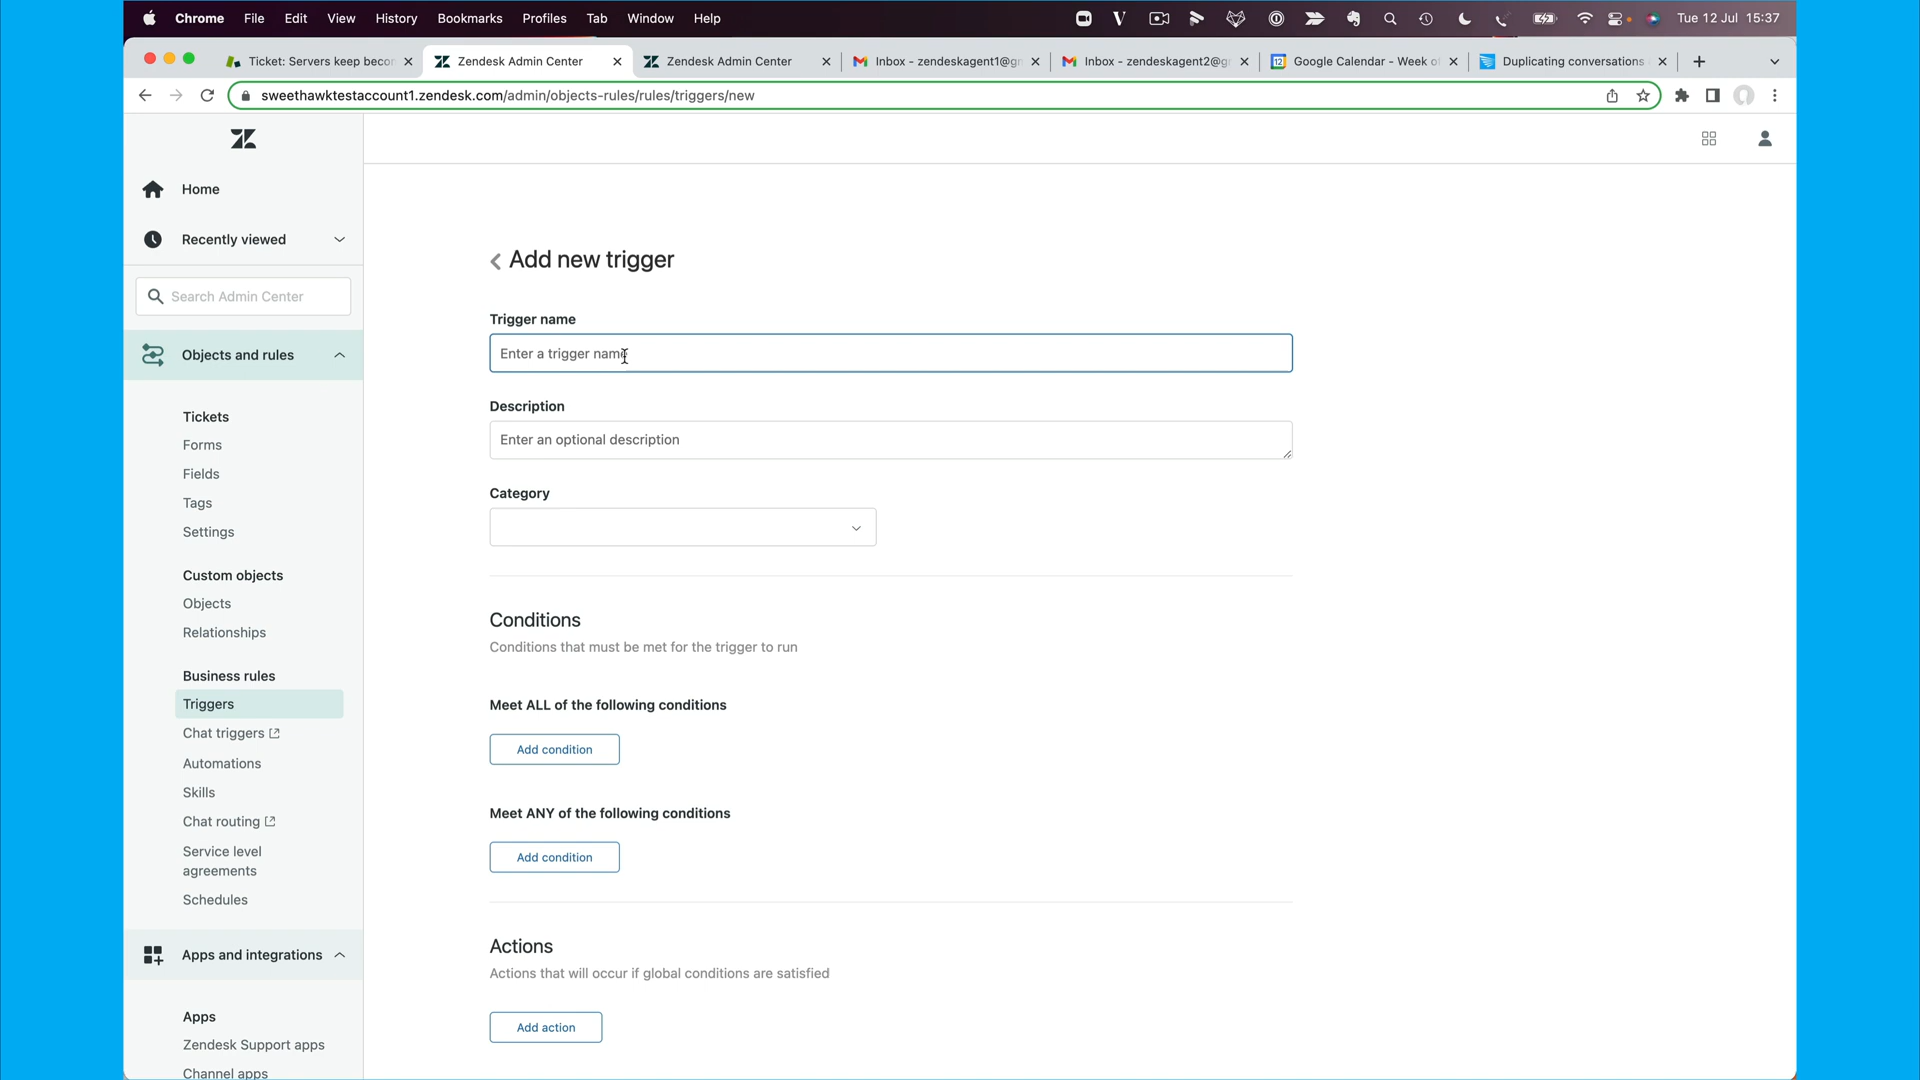 Chrome File Edit View History Bookmarks Profiles Tab Window Help Tue 12 Jul 15:37
Ticket: Servers keep becor Zendesk Admin Center Zendesk Admin Center Inbox - zendeskagent1@gr Inbox - zendeskagent2@g Google Calendar - Week o Duplicating conversations
sweethawktestaccount1.zendesk.com/admin/objects-rules/rules/triggers/new
Home
Recently viewed
Search Admin Center
Objects and rules
Tickets
Forms
Fields
Tags
Settings
Custom objects
Objects
Relationships
Business rules
Triggers
Chat triggers
Automations
Skills
Chat routing
Service level
agreements
Schedules
Apps and integrations
Apps
Zendesk Support apps
Channel apps
Add new trigger
Trigger name
Enter a trigger name
Description
Enter an optional description
Category
Conditions
Conditions that must be met for the trigger to run
Meet ALL of the following conditions
Add condition
Meet ANY of the following conditions
Add condition
Actions
Actions that will occur if global conditions are satisfied
Add action